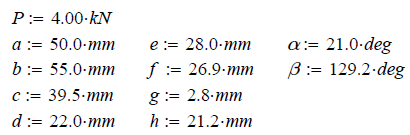 P := 4.00·kN
a := 50.0·mm e := 28.0·mm α := 21.0·deg
b := 55.0·mm f := 26.9·mm β := 129.2·deg
c := 39.5·mm g := 2.8·mm
d := 22.0·mm h := 21.2·mm